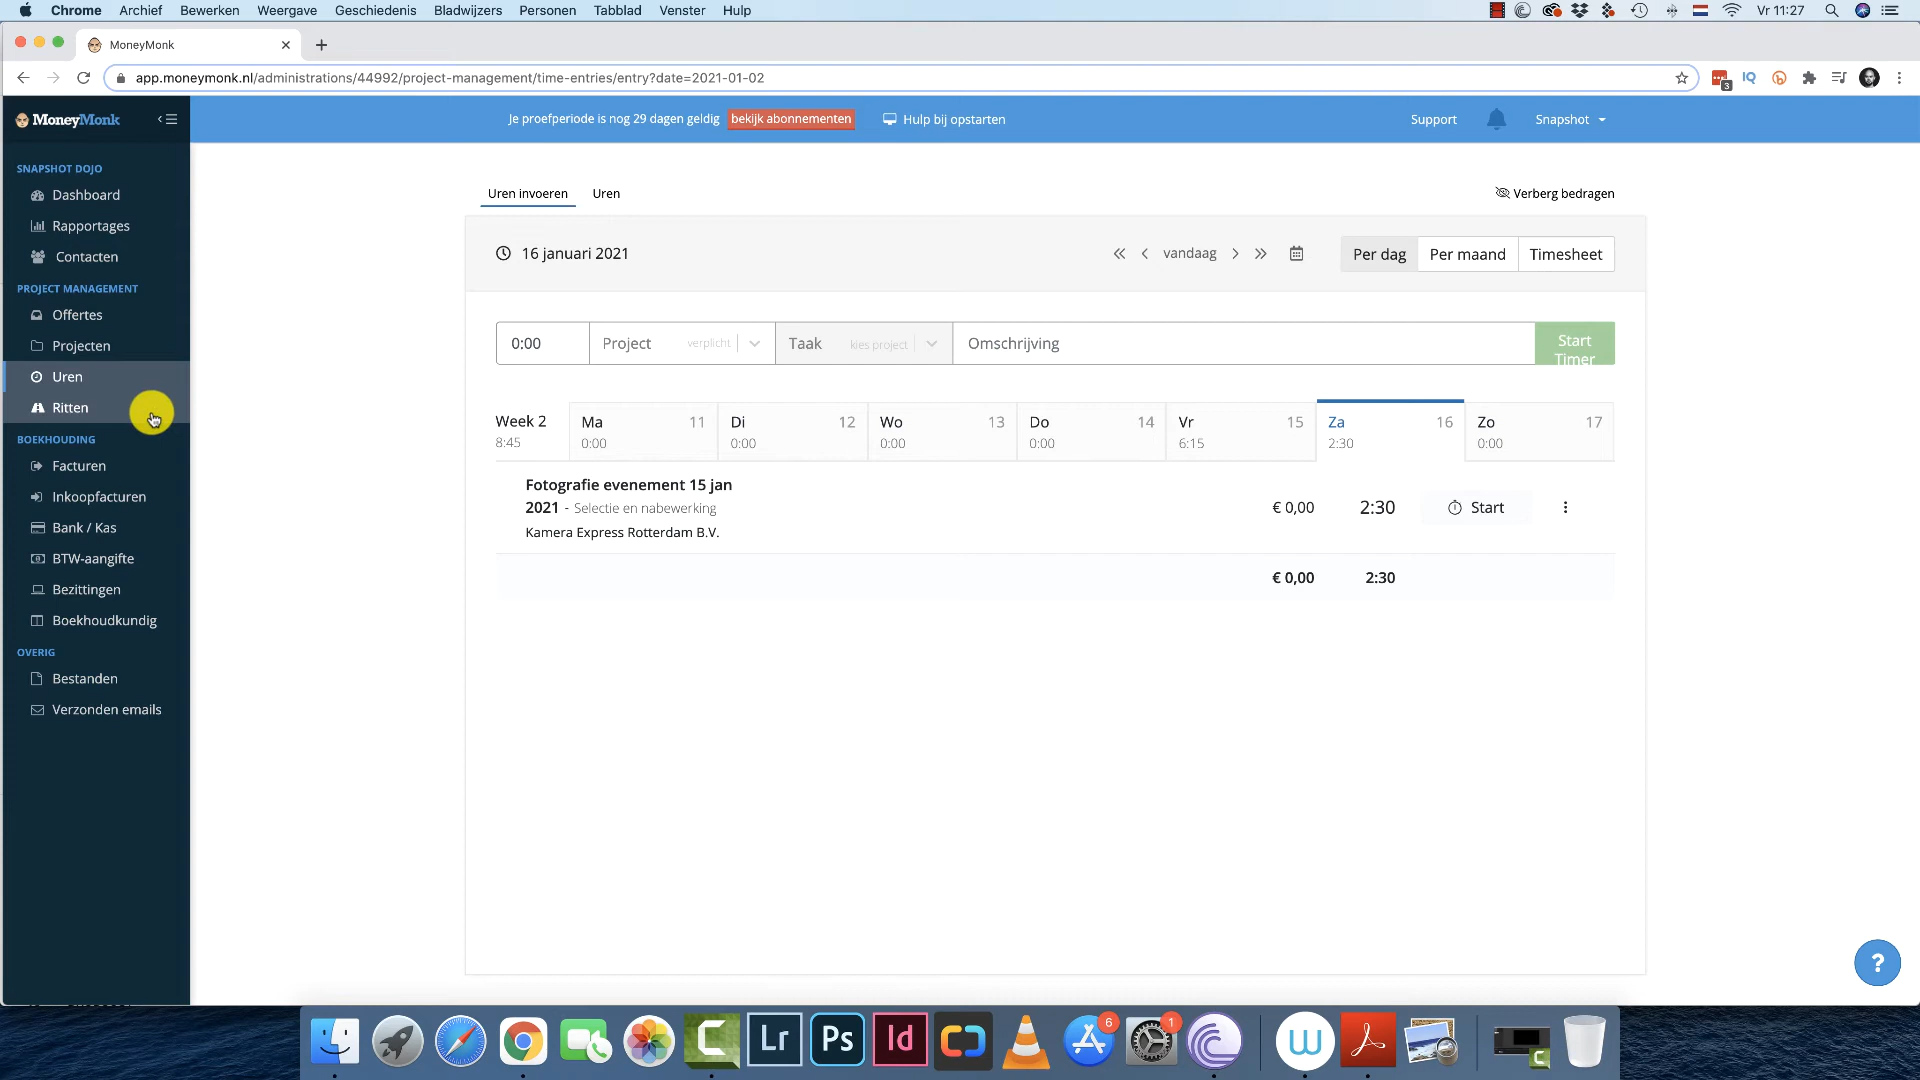 Chrome Archief Bewerken Weergave Geschiedenis Bladwijzers Personen Tabblad Venster Hulp Vr 11:27
MoneyMonk
app.moneymonk.nl/administrations/44992/project-management/time-entries/entry?date=2021-01-02
3 IQ
MoneyMonk
Je proefperiode is nog 29 dagen geldig bekijk abonnementen Hulp bij opstarten Support Snapshot
SNAPSHOT DOJO
Dashboard
Rapportages
Contacten
PROJECT MANAGEMENT
Offertes
Projecten
Uren
Ritten
BOEKHOUDING
Facturen
Inkoopfacturen
Bank / Kas
BTW-aangifte
Bezittingen
Boekhoudkundig
OVERIG
Bestanden
Verzonden emails
Uren invoeren Uren Verberg bedragen
16 januari 2021 vandaag Per dag Per maand Timesheet
0:00 Project verplicht Taak kies project Omschrijving Start Timer
Week 2 Ma 11 Di 12 Wo 13 Do 14 Vr 15 Za 16 Zo 17
8:45 0:00 0:00 0:00 0:00 6:15 2:30 0:00
Fotografie evenement 15 jan
2021 - Selectie en nabewerking € 0,00 2:30 Start
Kamera Express Rotterdam B.V.
€ 0,00 2:30
?
C Lr Ps Id 6 1 W C